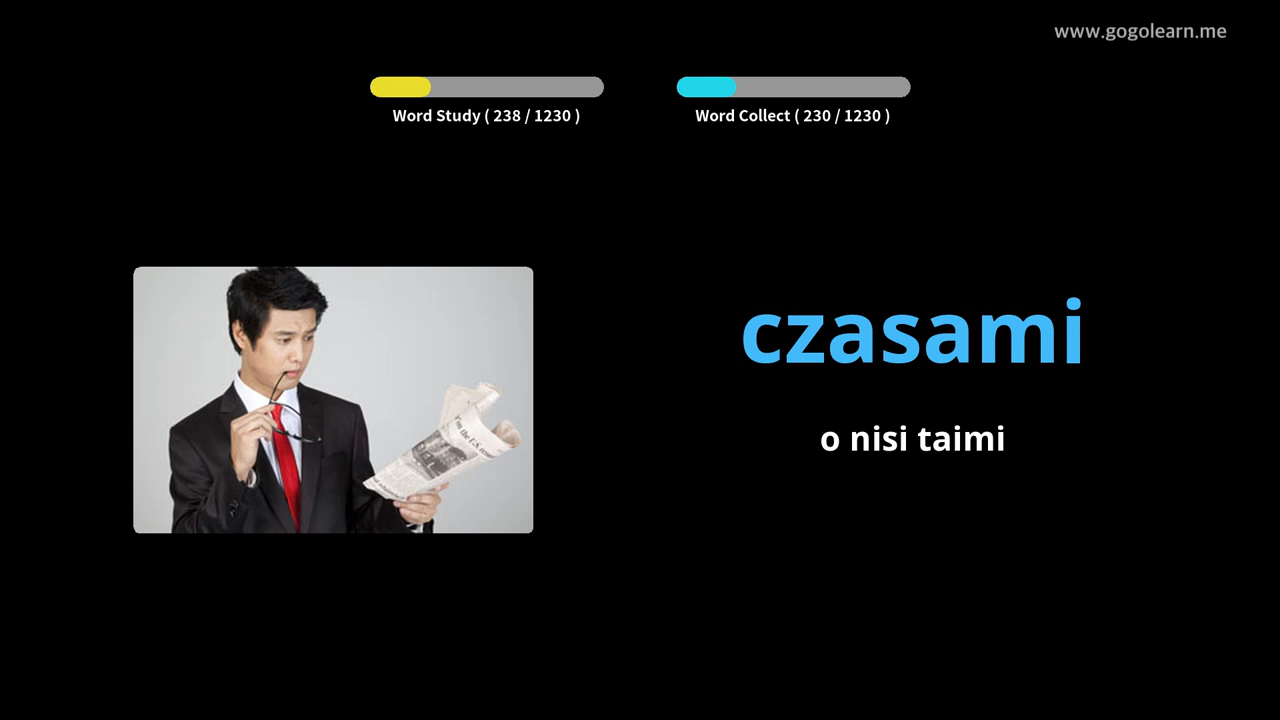 www.gogolearn.me
Word Study ( 238 / 1230 )
Word Collect ( 230 / 1230 )
czasami
o nisi taimi